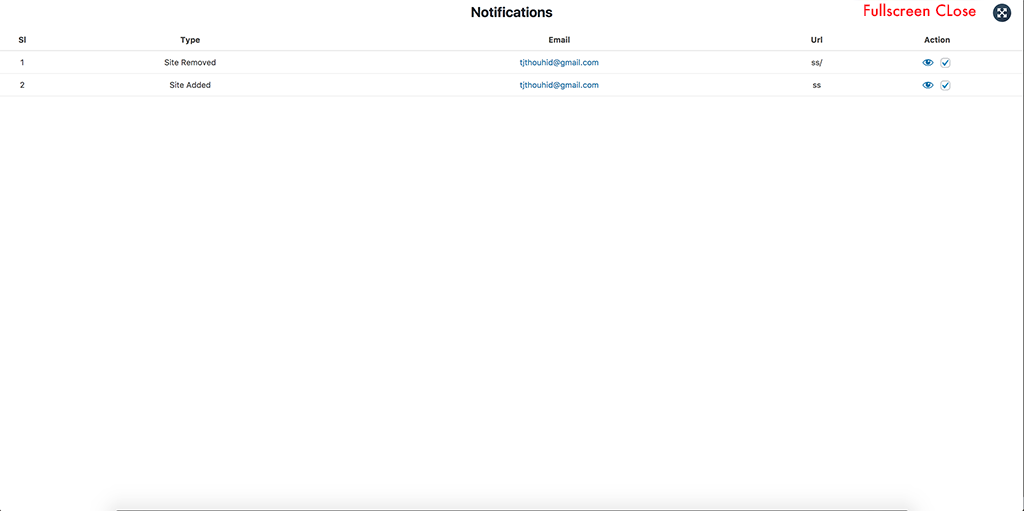 Notifications
Fullscreen CLose
Sl Type Email Url Action
1 Site Removed tjthouhid@gmail.com ss/
2 Site Added tjthouhid@gmail.com ss